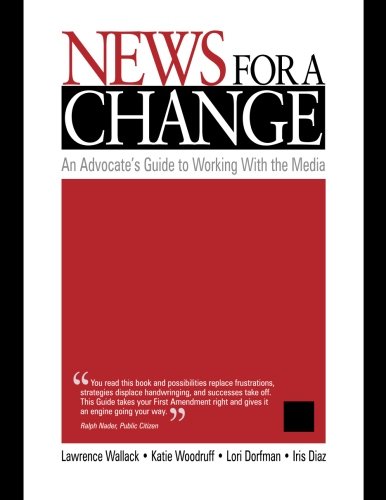 NEWS FOR A
CHANGE
An Advocate's Guide to Working With the Media
“You read this book and possibilities replace frustrations,
strategies displace handwringing, and successes take off.
This Guide takes your First Amendment right and gives it
an engine going your way.”
Ralph Nader, Public Citizen
Lawrence Wallack • Katie Woodruff • Lori Dorfman • Iris Diaz